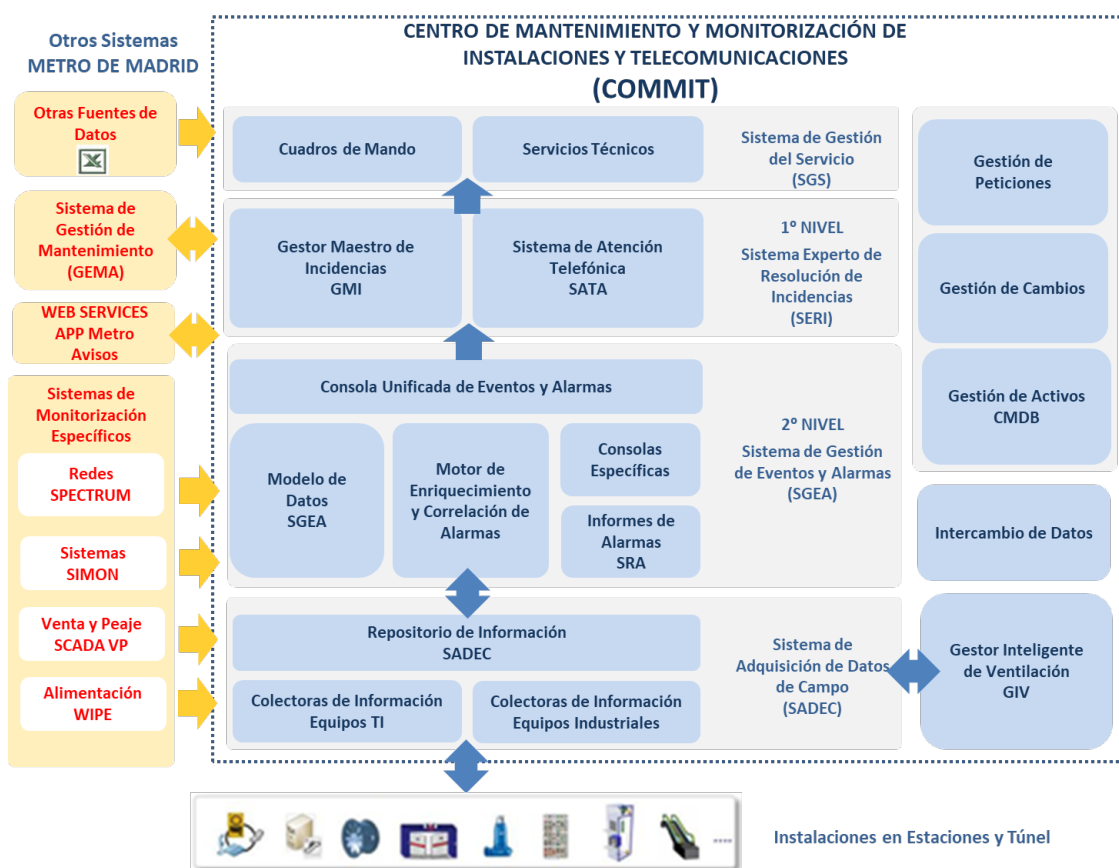 Otros Sistemas
METRO DE MADRID
CENTRO DE MANTENIMIENTO Y MONITORIZACIÓN DE
INSTALACIONES Y TELECOMUNICACIONES
(COMMIT)
Otras Fuentes de
Datos
Sistema de
Gestión de
Mantenimiento
(GEMA)
WEB SERVICES
APP Metro
Avisos
Sistemas de
Monitorización
Específicos
Redes
SPECTRUM
Sistemas
SIMON
Venta y Peaje
SCADA VP
Alimentación
WIPE
Cuadros de Mando
Servicios Técnicos
Sistema de Gestión
del Servicio
(SGS)
Gestor Maestro de
Incidencias
GMI
Sistema de Atención
Telefónica
SATA
1º NIVEL
Sistema Experto de
Resolución de
Incidencias
(SERI)
Consola Unificada de Eventos y Alarmas
Modelo de
Datos
SGEA
Motor de
Enriquecimiento
y Correlación de
Alarmas
Consolas
Específicas
Informes de
Alarmas
SRA
2º NIVEL
Sistema de Gestión
de Eventos y Alarmas
(SGEA)
Repositorio de Información
SADEC
Colectoras de Información
Equipos TI
Colectoras de Información
Equipos Industriales
Sistema de
Adquisición de Datos
de Campo
(SADEC)
Gestión de
Peticiones
Gestión de Cambios
Gestión de Activos
CMDB
Intercambio de Datos
Gestor Inteligente
de Ventilación
GIV
....
Instalaciones en Estaciones y Túnel